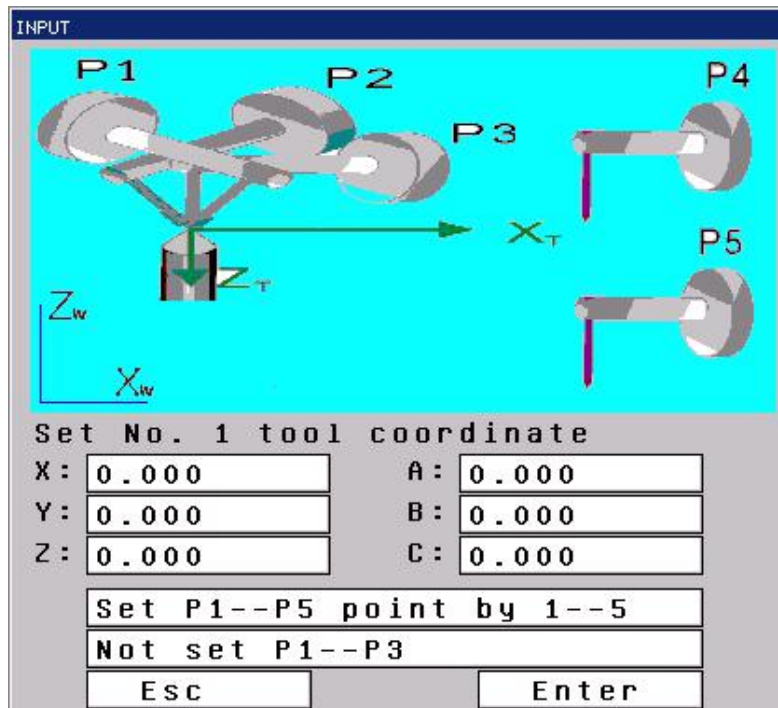 INPUT
P1
P2
P4
P3
XT
P5
ZT
Zw
Xw
Set No. 1 tool coordinate
X: 0.000 A: 0.000
Y: 0.000 B: 0.000
Z: 0.000 C: 0.000
Set P1--P5 point by 1--5
Not set P1--P3
Esc Enter